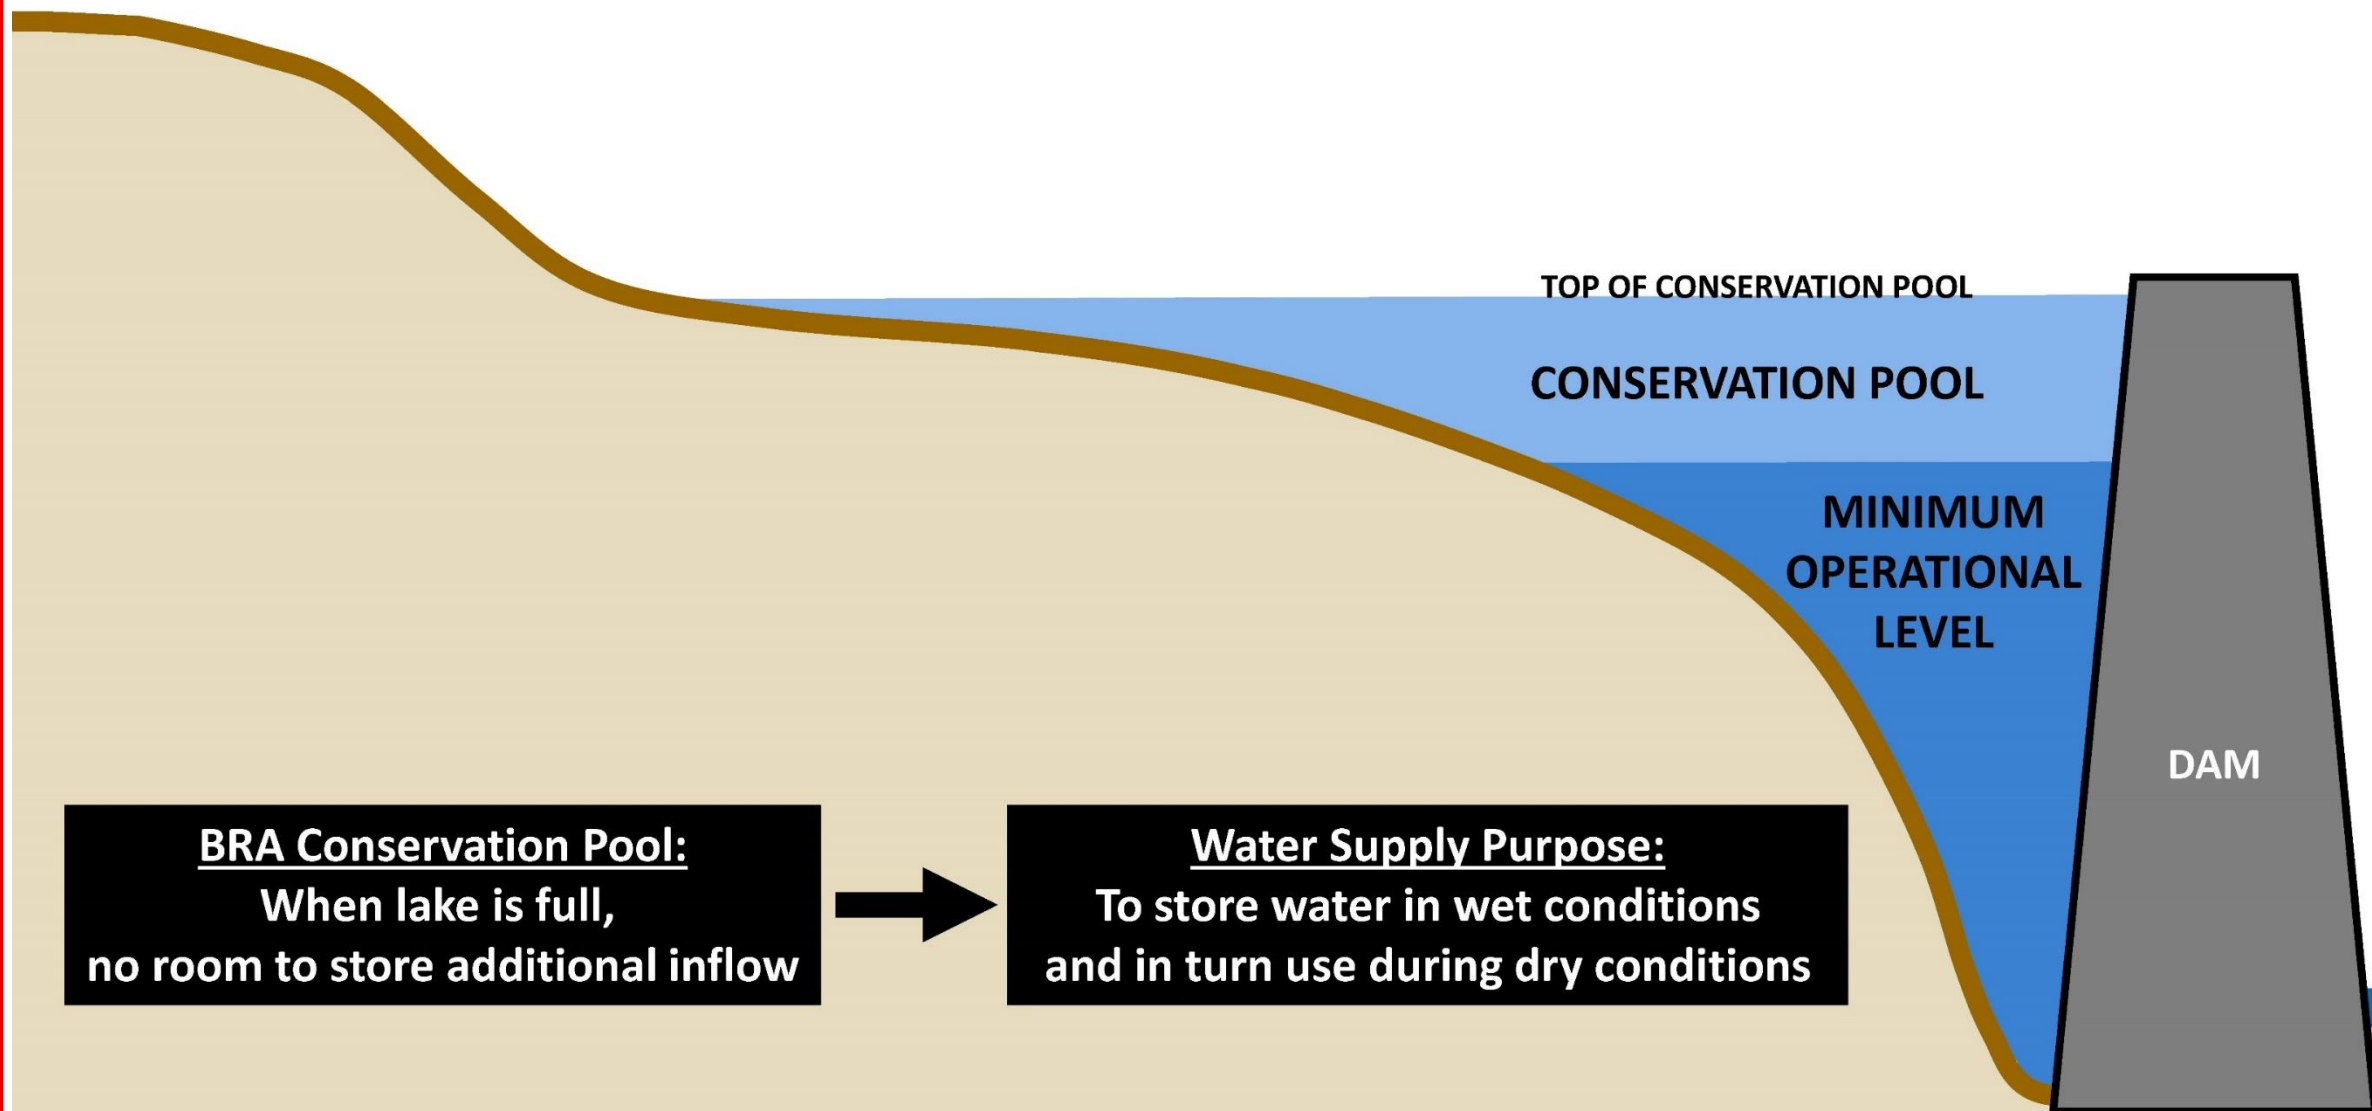 TOP OF CONSERVATION POOL
CONSERVATION POOL
MINIMUM
OPERATIONAL
LEVEL
DAM
BRA Conservation Pool:
When lake is full,
no room to store additional inflow
Water Supply Purpose:
To store water in wet conditions
and in turn use during dry conditions